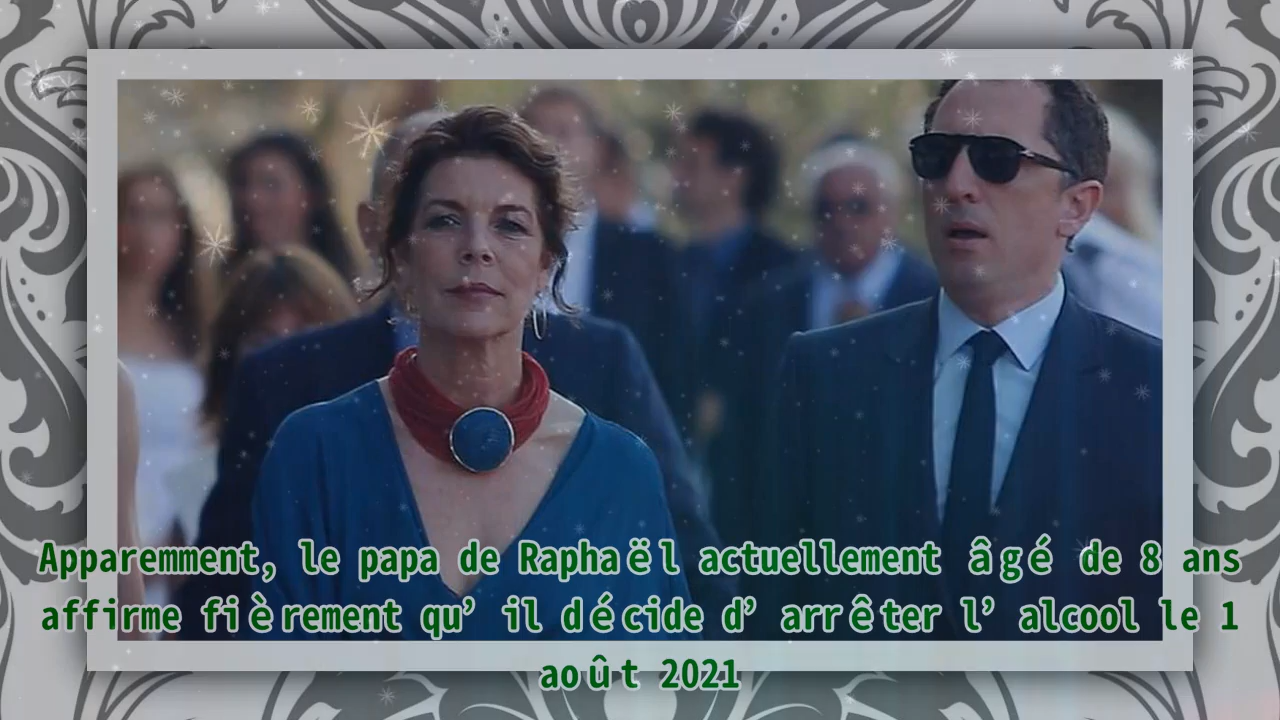 Apparemment, le papa de Raphaël actuellement âgé de 8 ans
affirme fièrement qu’ il décide d’ arrêter l’ alcool le 1
août 2021